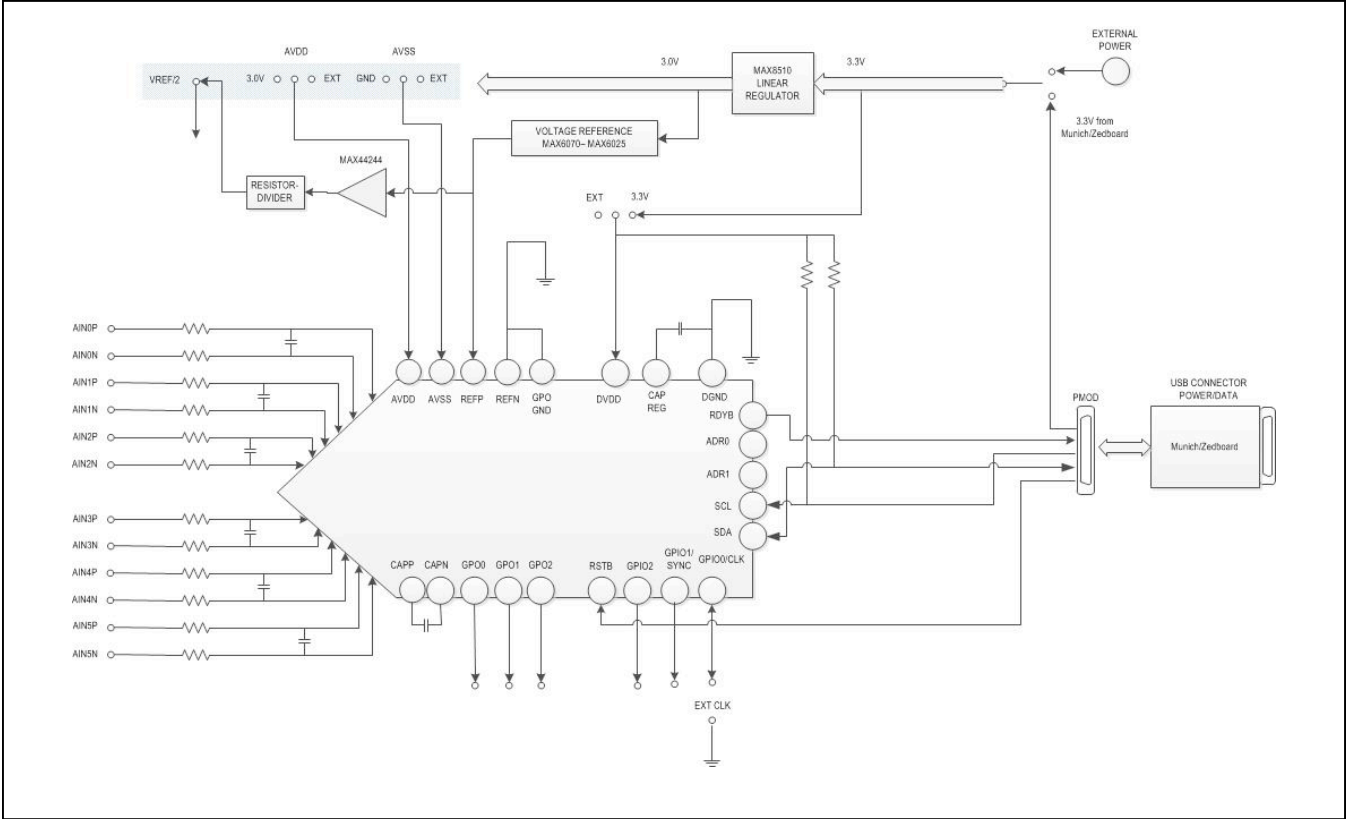 EXTERNAL
POWER
AVDD
AVSS
VREF/2
3.0V
EXT
GND
EXT
3.0V
MAX8510
LINEAR
REGULATOR
3.3V
3.3V from
Munich/Zedboard
VOLTAGE REFERENCE
MAX6070– MAX6025
MAX44244
RESISTOR-
DIVIDER
EXT
3.3V
AIN0P
AIN0N
AIN1P
AIN1N
AIN2P
AIN2N
AIN3P
AIN3N
AIN4P
AIN4N
AIN5P
AIN5N
AVDD
AVSS
REFP
REFN
GPO
GND
DVDD
CAP
REG
DGND
RDYB
ADR0
ADR1
SCL
SDA
CAPP
CAPN
GPO0
GPO1
GPO2
RSTB
GPIO2
GPIO1/
SYNC
GPIO0/CLK
EXT CLK
PMOD
USB CONNECTOR
POWER/DATA
Munich/Zedboard